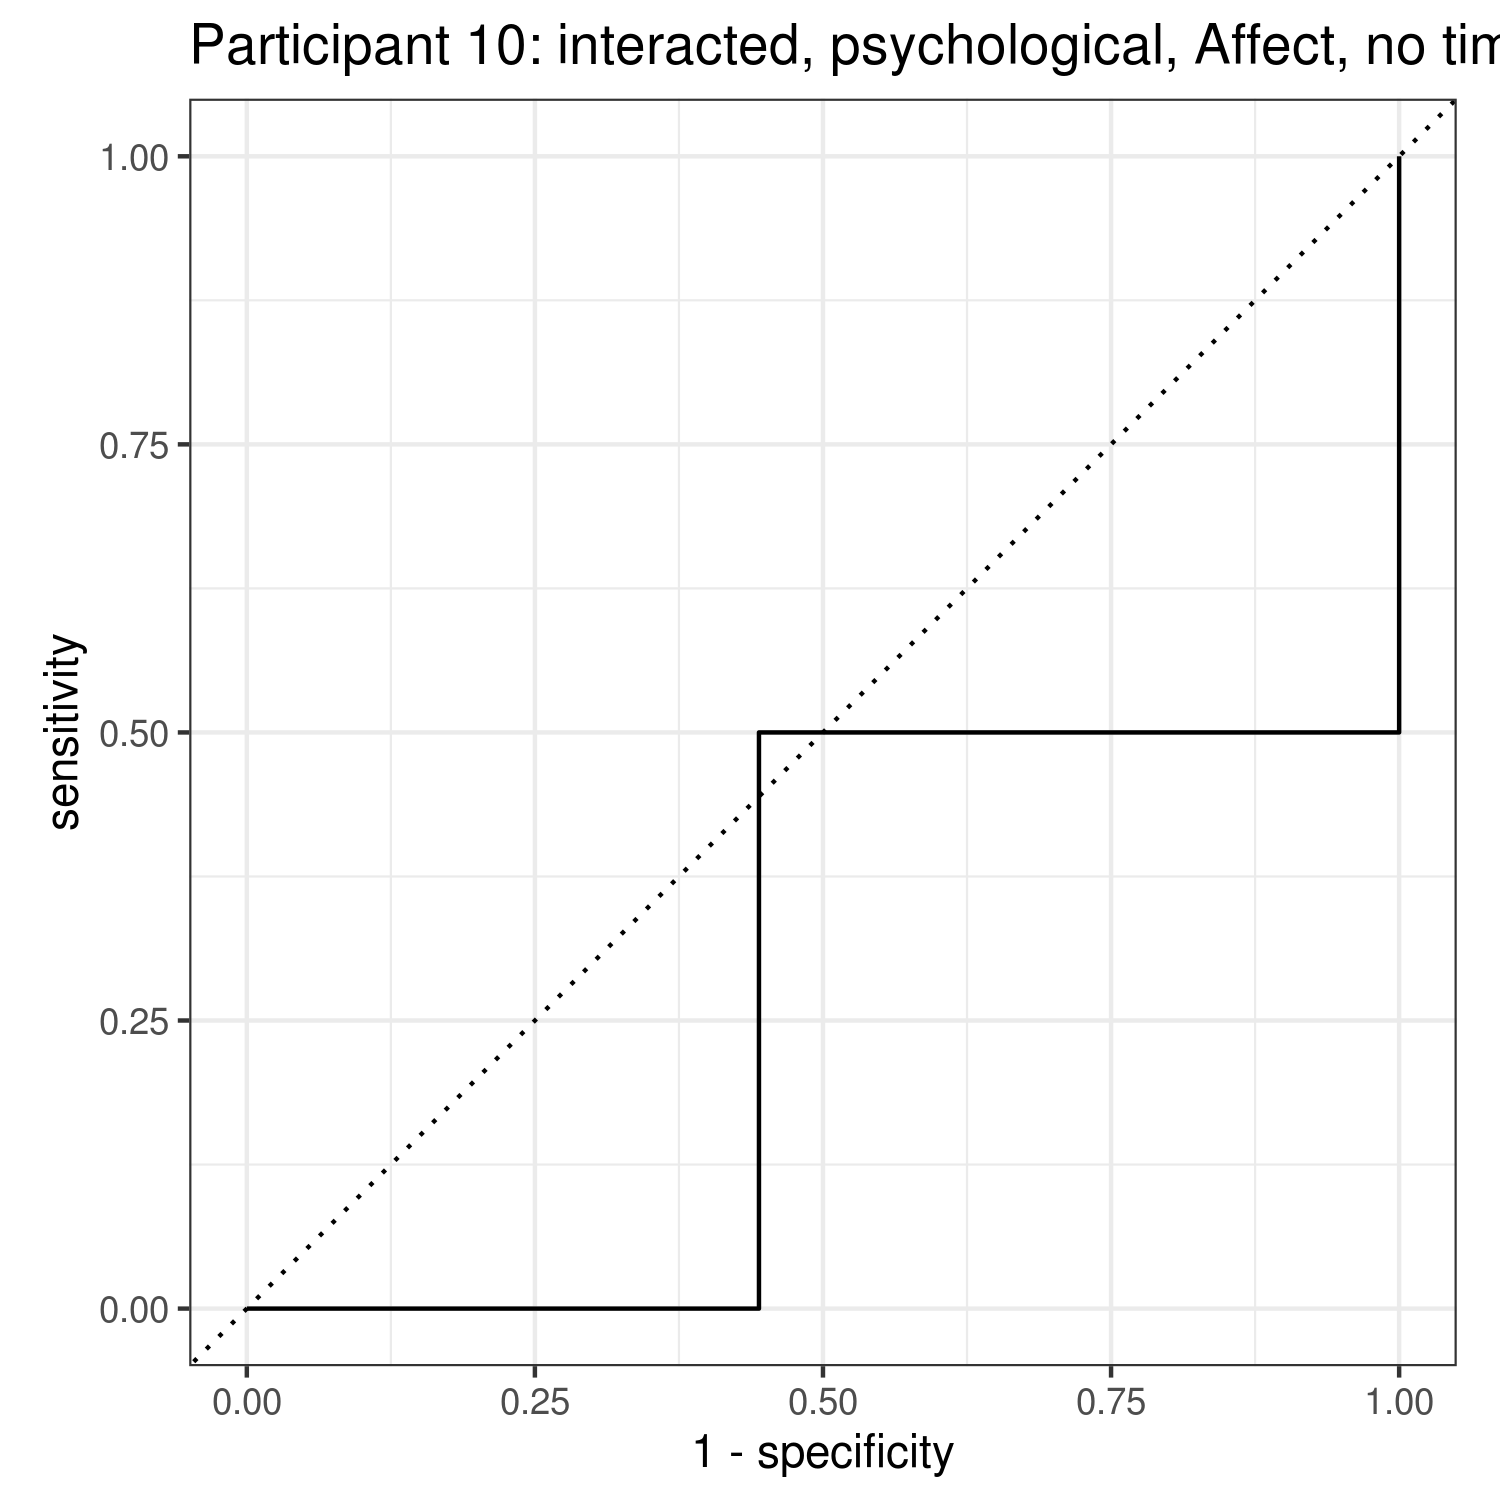 Participant 10: interacted, psychological, Affect, no tim
1.00
0.75
0.50
0.25
0.00
sensitivity
0.00 0.25 0.50 0.75 1.00
1 - specificity